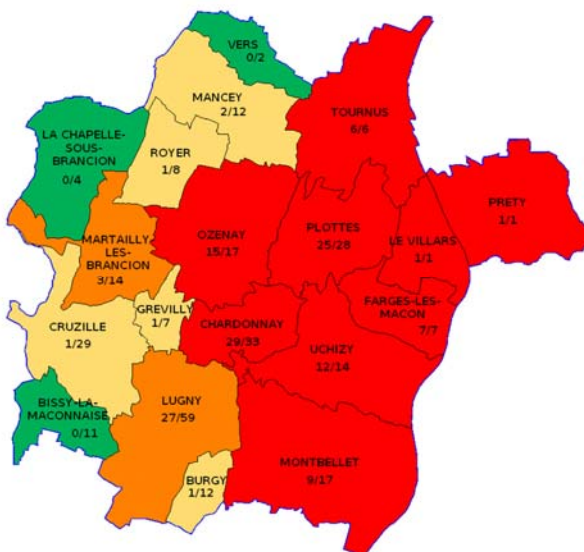 VERS
0/2
MANCEY
2/12
TOURNUS
6/6
LA CHAPELLE-
SOUS-
BRANCION
0/4
ROYER
1/8
PRETY
1/1
OZENAY
15/17
PLOTTES
25/28
LE VILLARS
1/1
MARTAILLY-
LES-
BRANCION
3/14
FARGES-LES-
MACON
7/7
GREVILLY
1/7
CHARDONNAY
29/33
CRUZILLE
1/29
UCHIZY
12/14
BISSY-LA-
MACONNAISE
0/11
LUGNY
27/59
MONTBELLET
9/17
BURGY
1/12